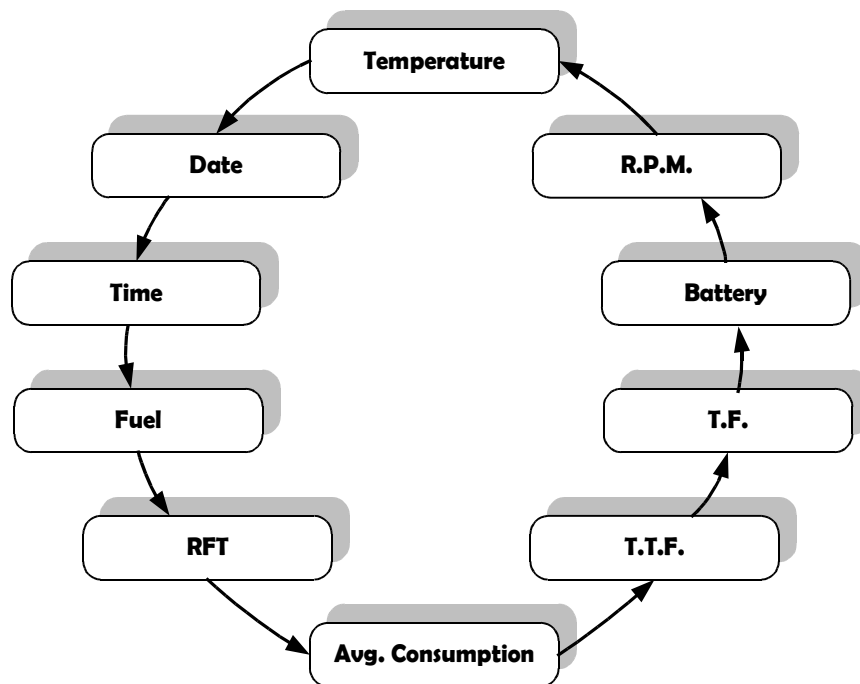 Temperature
Date
R.P.M.
Time
Battery
Fuel
T.F.
RFT
T.T.F.
Avg. Consumption